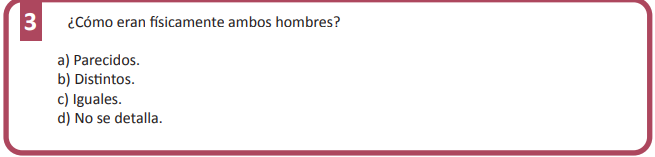 3 ¿Cómo eran físicamente ambos hombres?
a) Parecidos.
b) Distintos.
c) Iguales.
d) No se detalla.